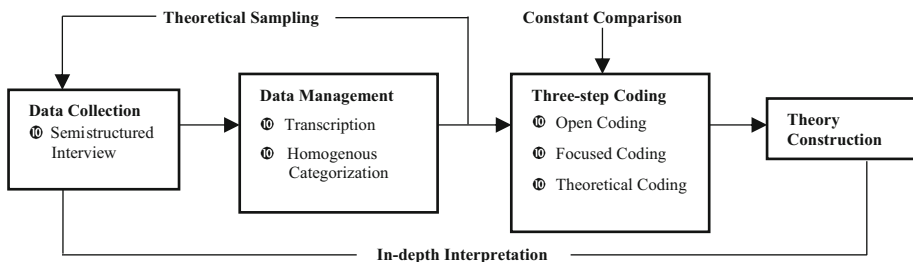 Theoretical Sampling
Constant Comparison
Data Collection
❿ Semistructured
Interview
Data Management
❿ Transcription
❿ Homogenous
Categorization
Three-step Coding
❿ Open Coding
❿ Focused Coding
❿ Theoretical Coding
Theory
Construction
In-depth Interpretation